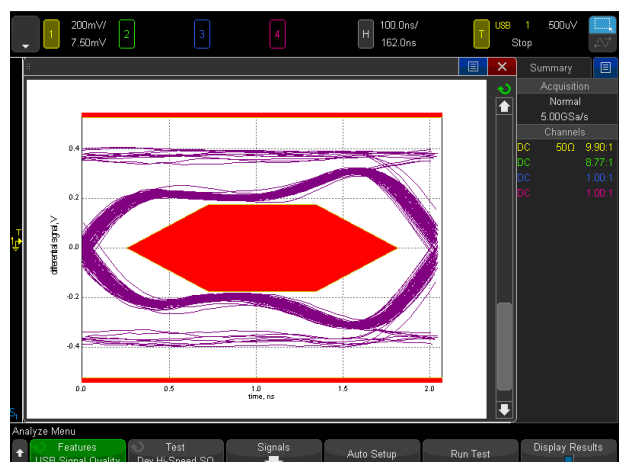 1
200mV/
7.50mV
2
3
4
H
100.0ns/
162.0ns
T
USB 1 500uV
Stop
Summary
Acquisition
Normal
5.00GSa/s
Channels
DC 50Ω 9.90:1
DC 8.77:1
DC 1.00:1
DC 1.00:1
0.4
0.2
0.0
-0.2
-0.4
differential signal, V
0.0 0.5 1.0 1.5 2.0
time, ns
T
1
Analyze Menu
Features
USB Signal Quality
Test
Dev Hi-Speed SQ
Signals
Auto Setup
Run Test
Display Results